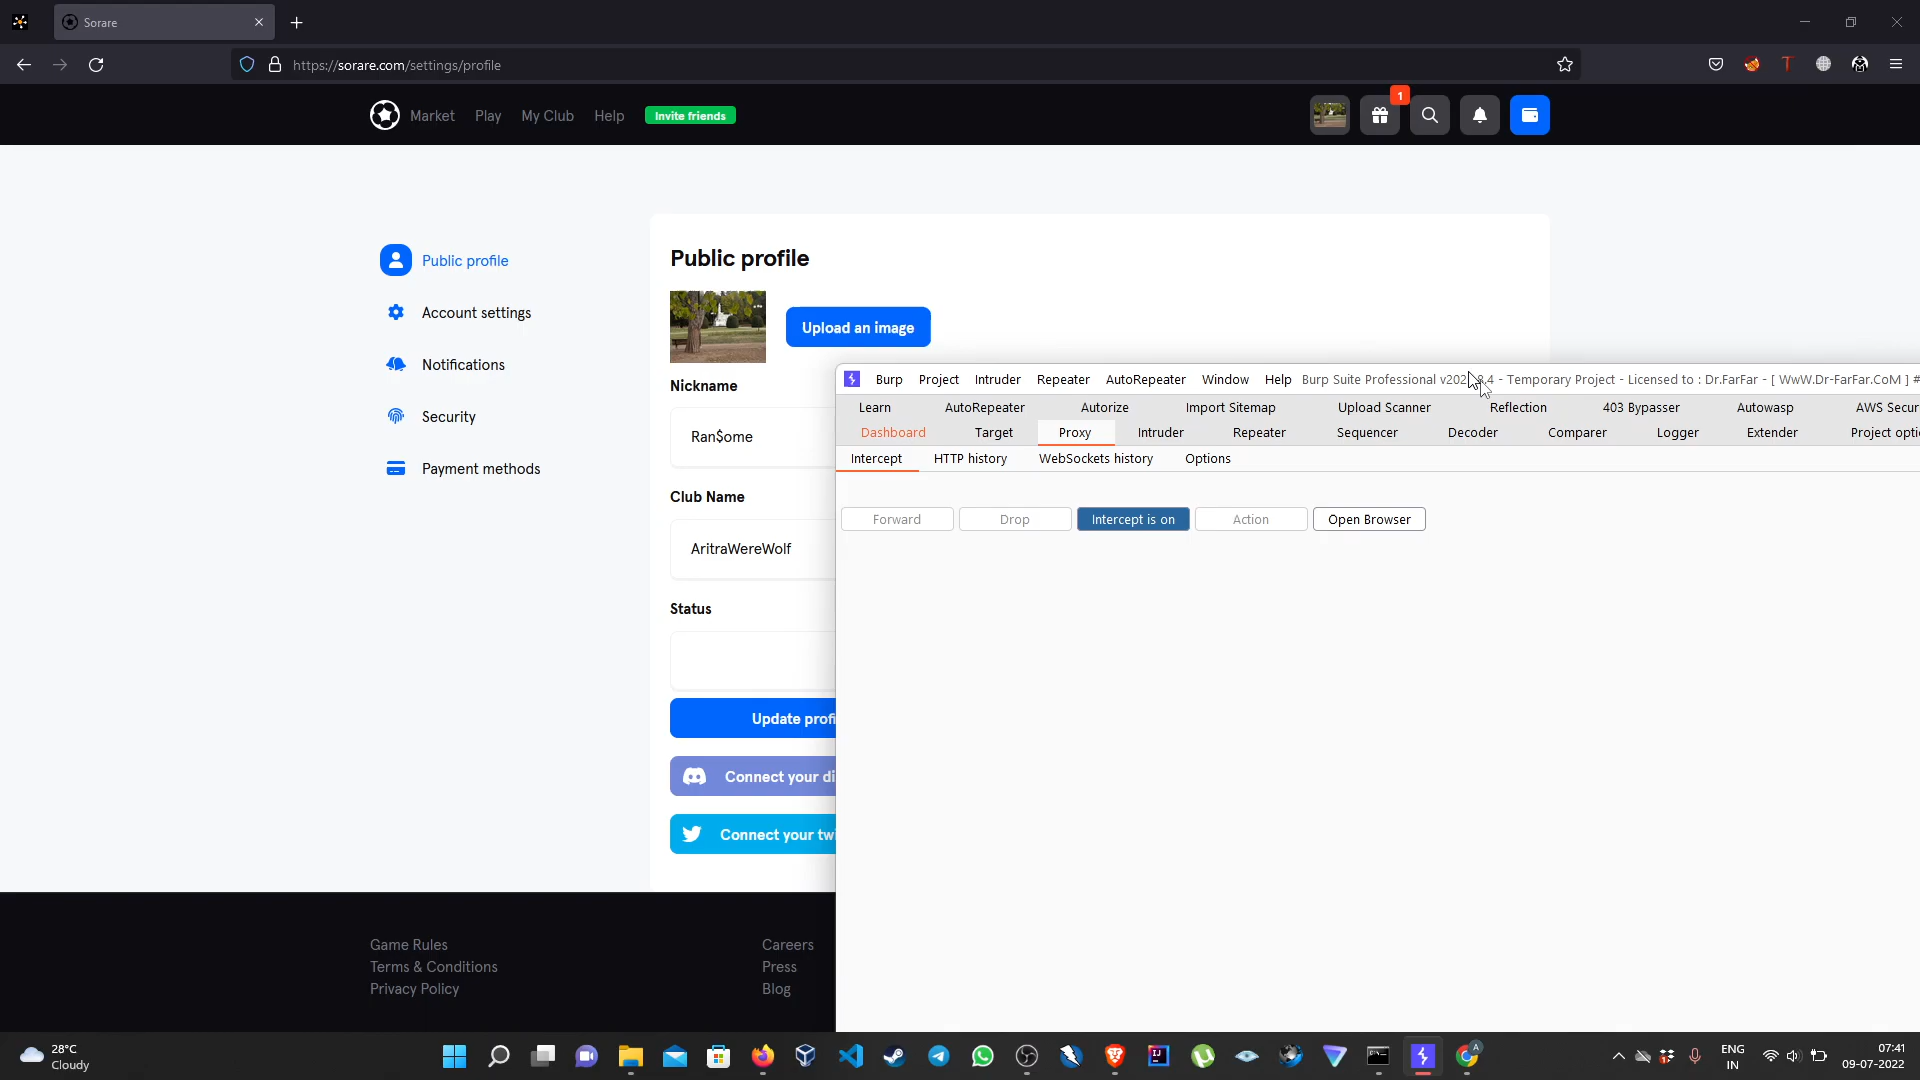 Sorare
https://sorare.com/settings/profile
Market Play My Club Help Invite friends
1
Public profile
Account settings
Notifications
Security
Payment methods
Public profile
Upload an image
Nickname
Ran$ome
Club Name
AritraWereWolf
Status
Update profi
Connect your di
Connect your twi
Burp Project Intruder Repeater AutoRepeater Window Help Burp Suite Professional
8.4 - Temporary Project - Licensed to : Dr.FarFar - [ WwW.Dr-FarFar.CoM ] #
Learn AutoRepeater Autorize Import Sitemap Upload Scanner Reflection 403 Bypasser Autowasp AWS Secur
Dashboard Target Proxy Intruder Repeater Sequencer Decoder Comparer Logger Extender Project opti
Intercept HTTP history WebSockets history Options
Forward Drop Intercept is on Action Open Browser
Game Rules
Terms & Conditions
Privacy Policy
Careers
Press
Blog
28°C
Cloudy
ENG
IN
07:41
09-07-2022